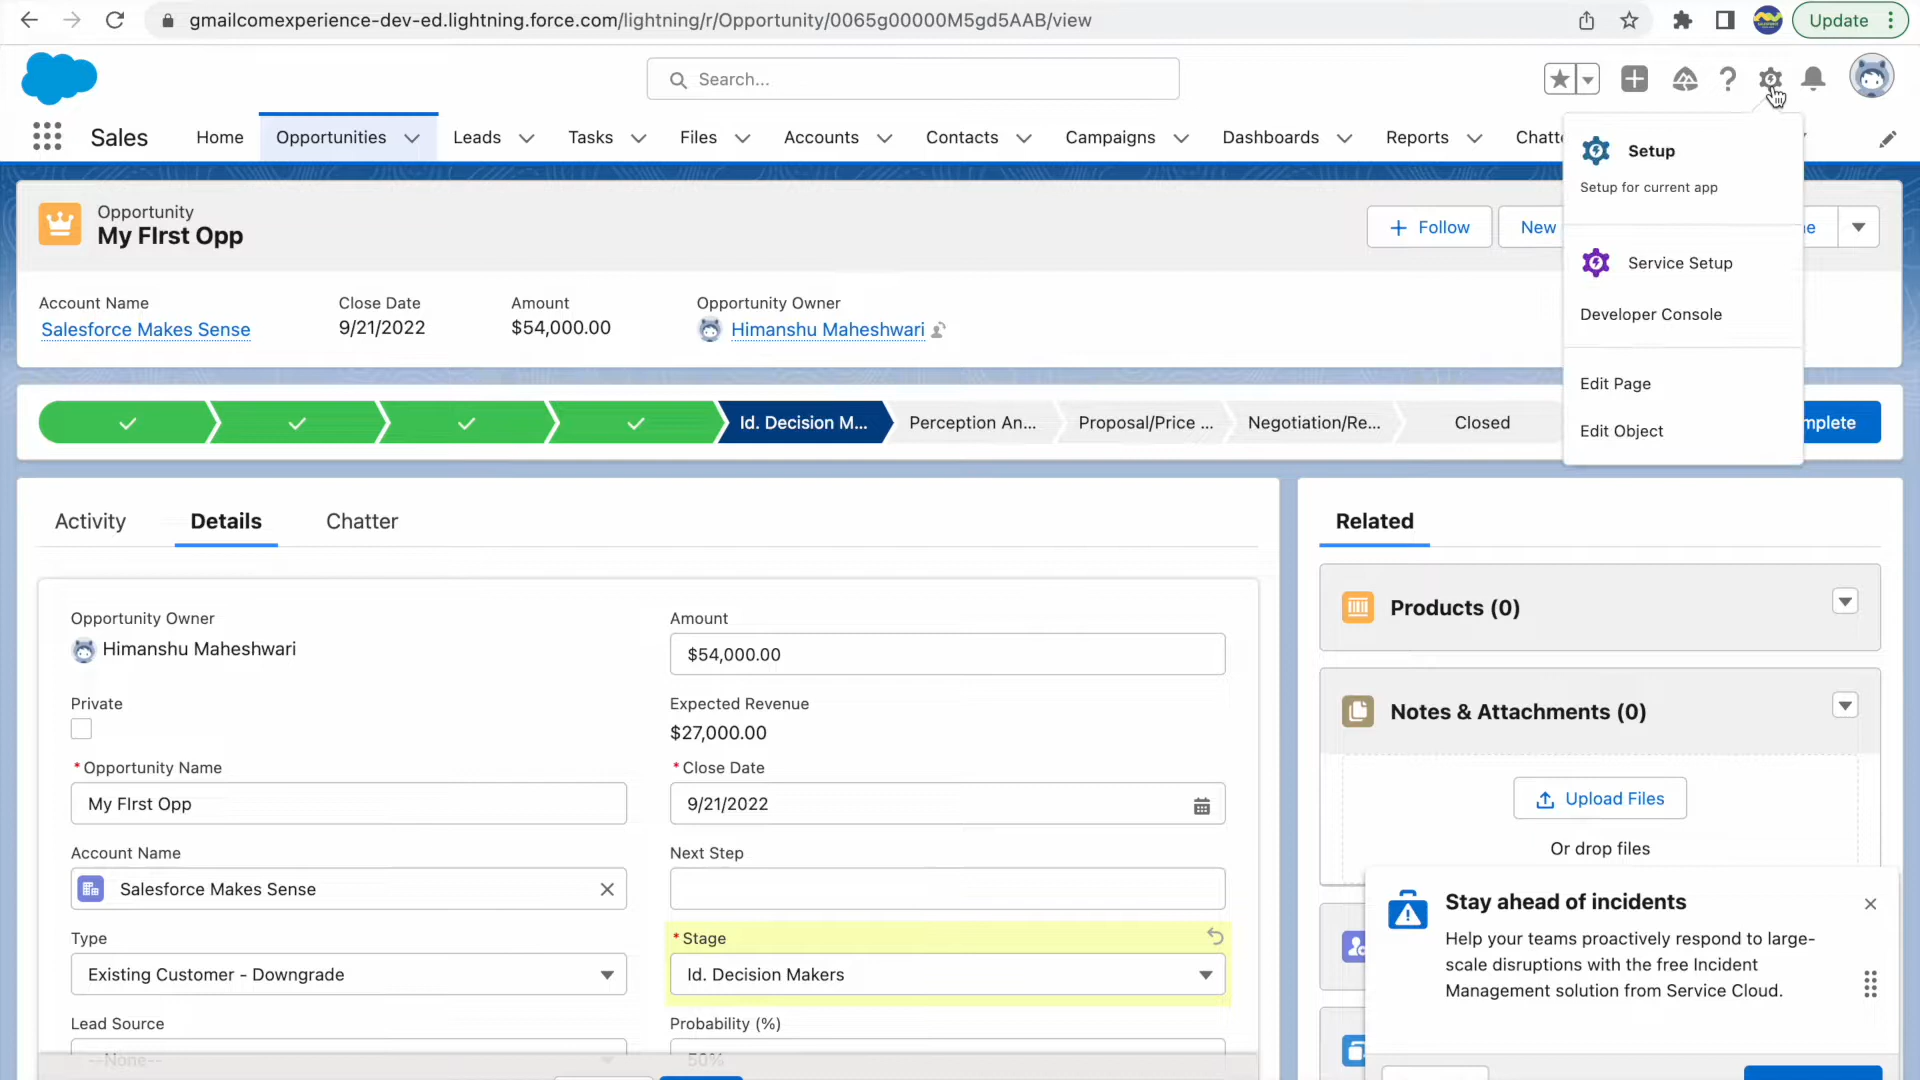 gmailcomexperience-dev-ed.lightning.force.com/lightning/r/Opportunity/0065g00000M5gd5AAB/view
Update
Search...
Sales
Home
Opportunities
Leads
Tasks
Files
Accounts
Contacts
Campaigns
Dashboards
Reports
Chatte
Setup
Setup for current app
Service Setup
Developer Console
Edit Page
Edit Object
Opportunity
My FIrst Opp
Follow
New
ne
Account Name
Close Date
Amount
Opportunity Owner
Salesforce Makes Sense
9/21/2022
$54,000.00
Himanshu Maheshwari
Id. Decision M...
Perception An...
Proposal/Price ...
Negotiation/Re...
Closed
mplete
Activity
Details
Chatter
Related
Opportunity Owner
Himanshu Maheshwari
Amount
$54,000.00
Private
Expected Revenue
$27,000.00
*Opportunity Name
My FIrst Opp
*Close Date
9/21/2022
Account Name
Salesforce Makes Sense
Next Step
Type
Existing Customer - Downgrade
*Stage
Id. Decision Makers
Lead Source
--None--
Probability (%)
50%
Products (0)
Notes & Attachments (0)
Upload Files
Or drop files
Stay ahead of incidents
Help your teams proactively respond to large-
scale disruptions with the free Incident
Management solution from Service Cloud.